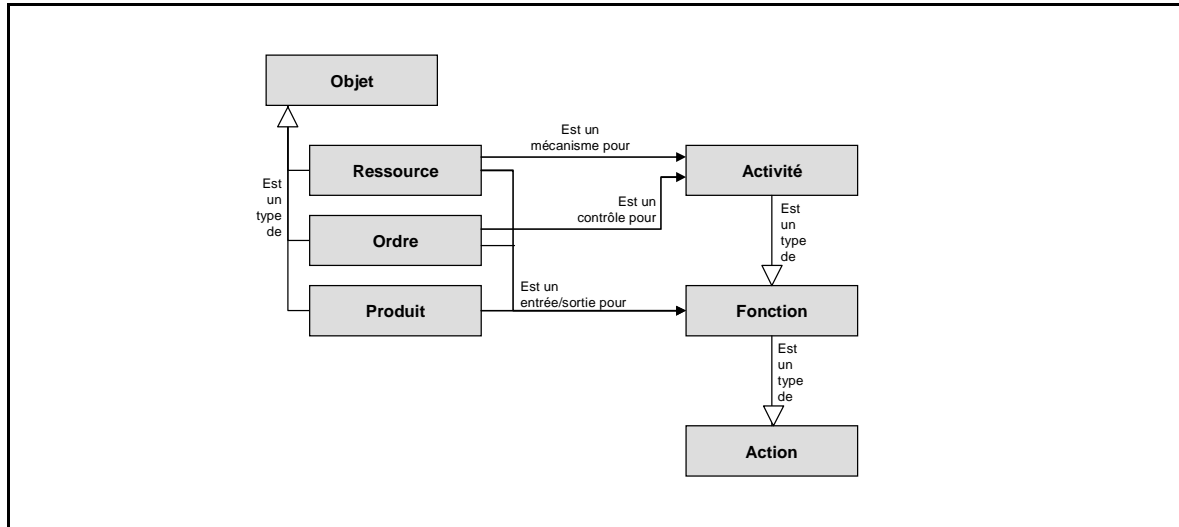 Objet
Est un
mécanisme pour
Ressource
Activité
Est
un
type
de
Est un
contrôle pour
Est
un
type
de
Ordre
Est un
entrée/sortie pour
Produit
Fonction
Est
un
type
de
Action